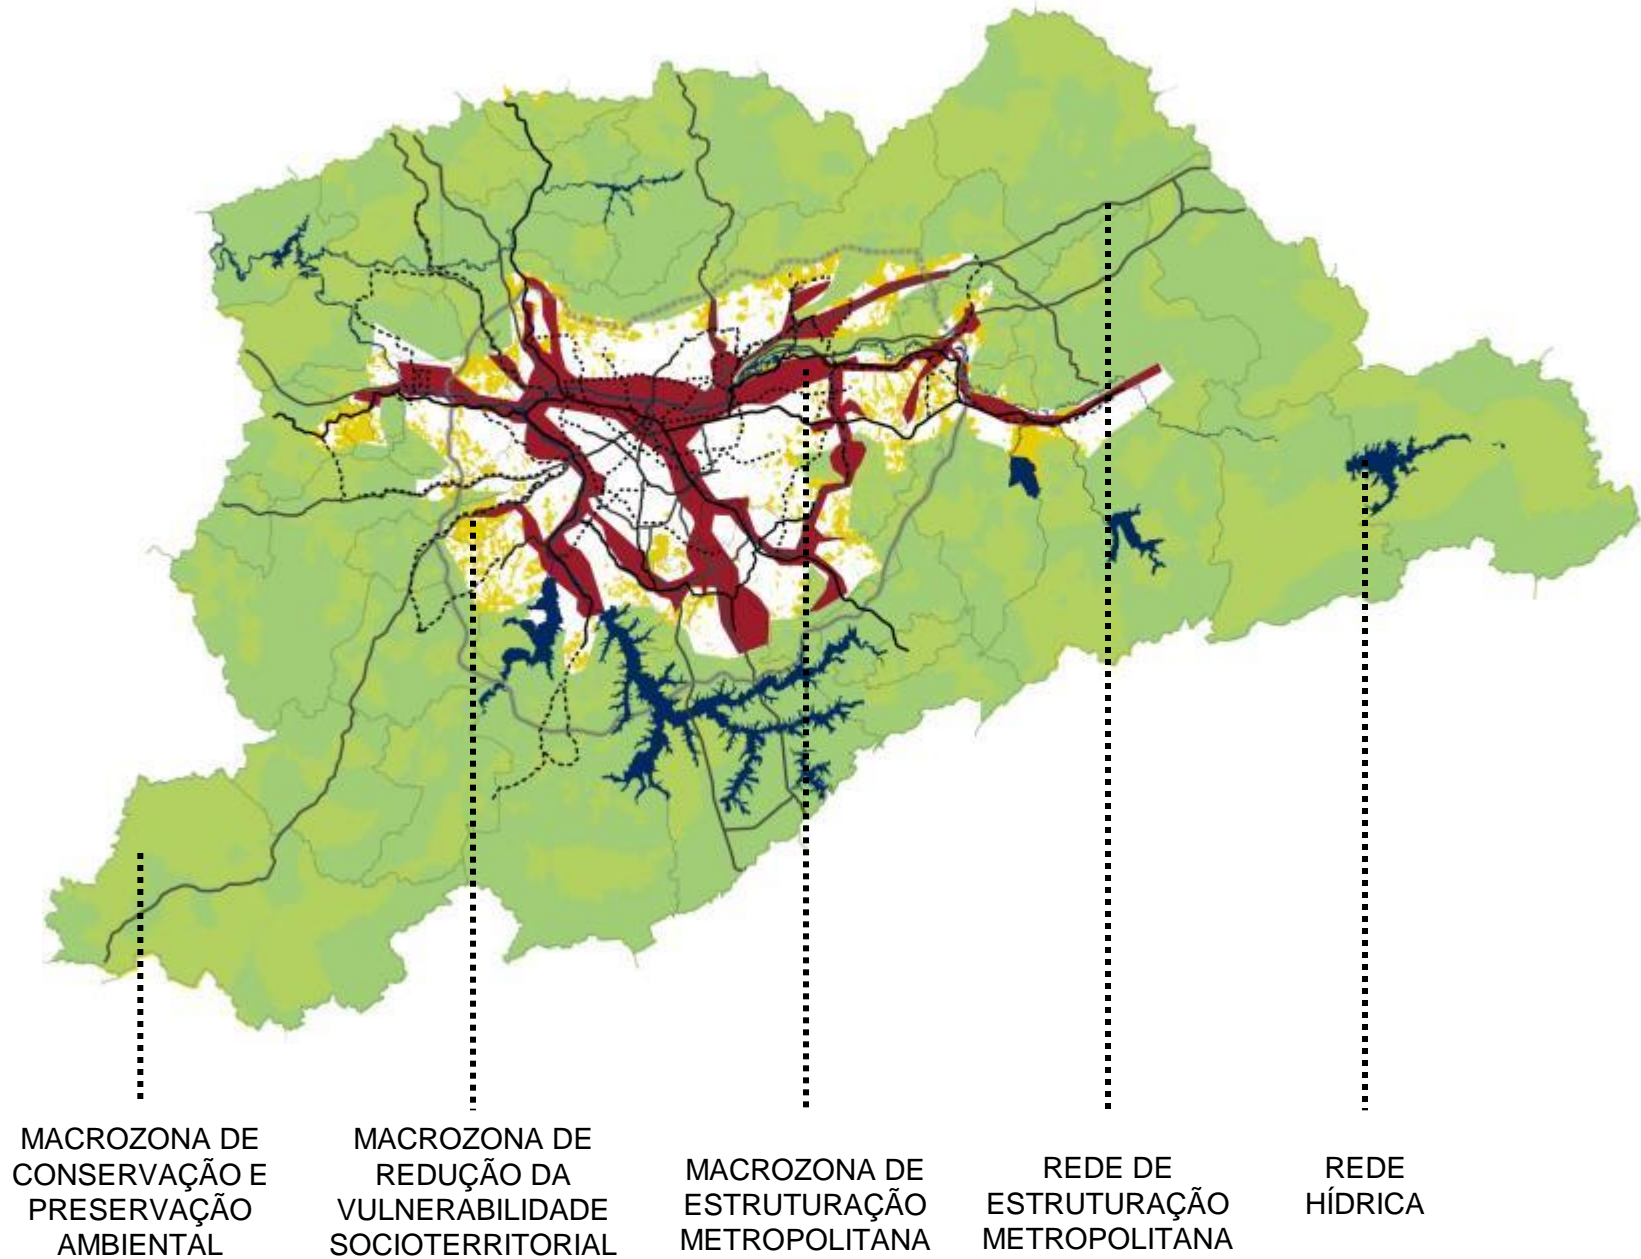 MACROZONA DE
CONSERVAÇÃO E
PRESERVAÇÃO
AMBIENTAL
MACROZONA DE
REDUÇÃO DA
VULNERABILIDADE
SOCIOTERRITORIAL
MACROZONA DE
ESTRUTURAÇÃO
METROPOLITANA
REDE DE
ESTRUTURAÇÃO
METROPOLITANA
REDE
HÍDRICA